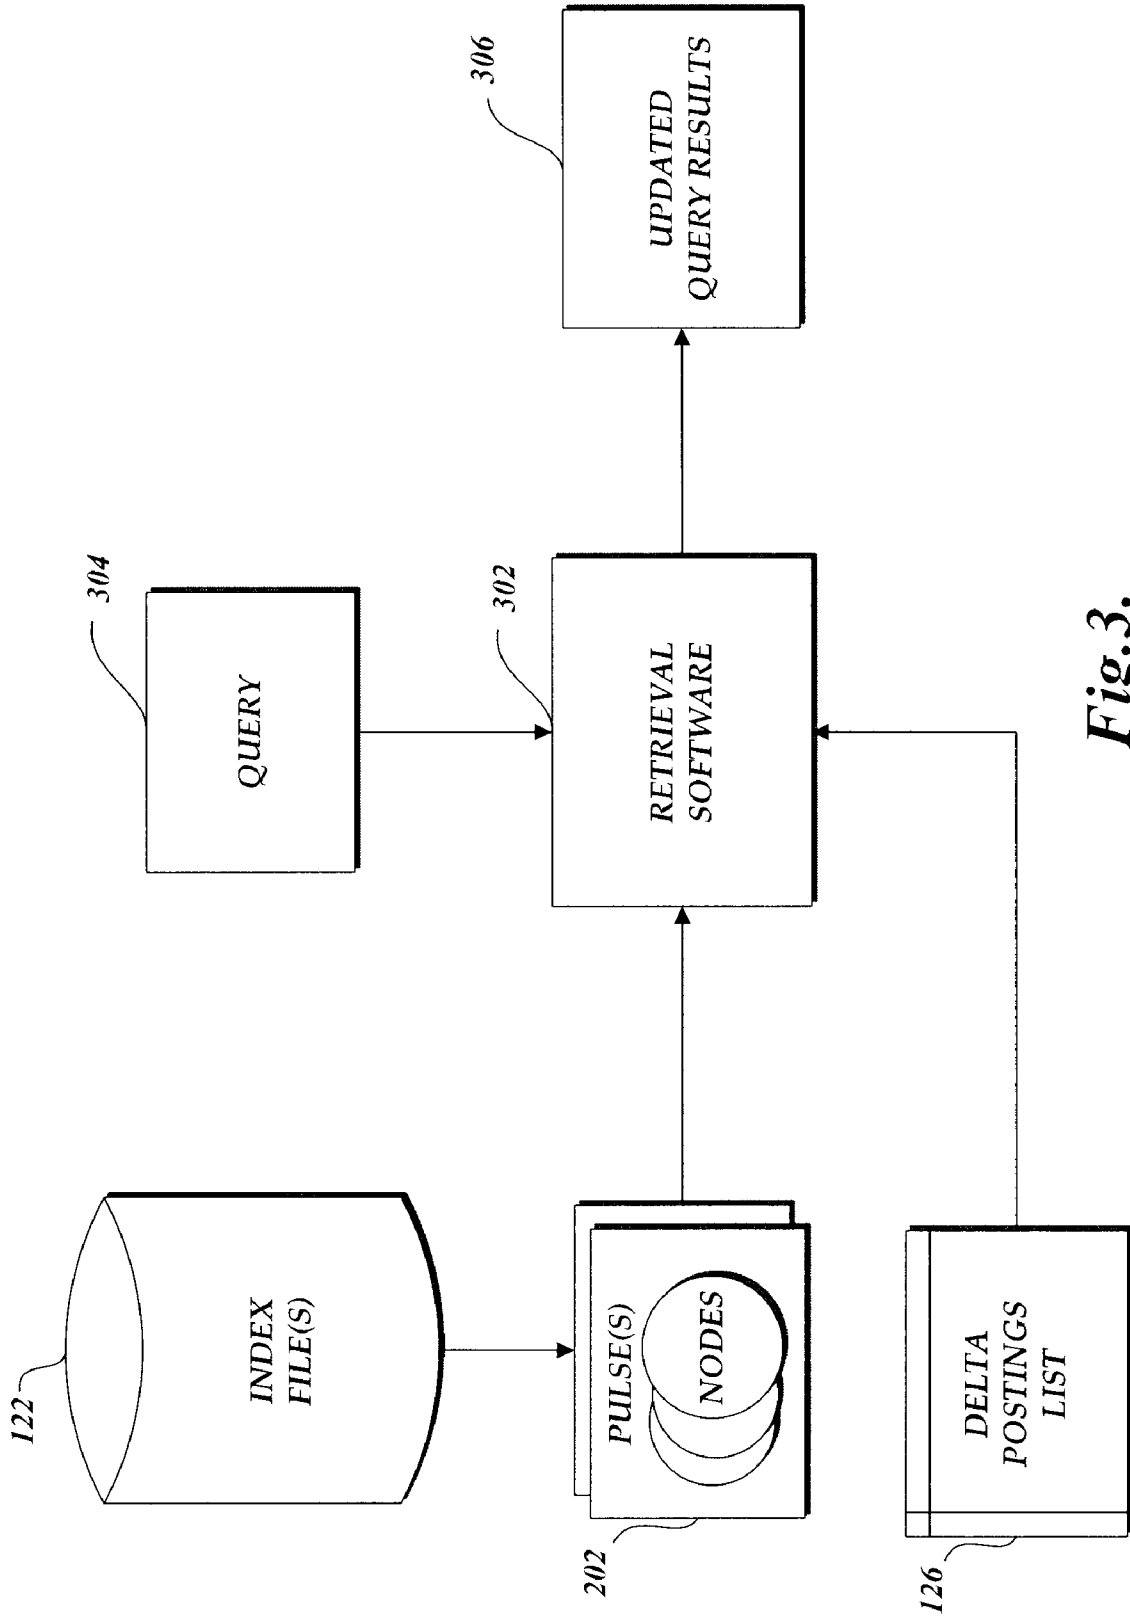 122
INDEX
FILE(S)
304
QUERY
302
RETRIEVAL
SOFTWARE
306
UPDATED
QUERY RESULTS
PULSE(S)
NODES
202
DELTA
POSTINGS
LIST
126
Fig.3.